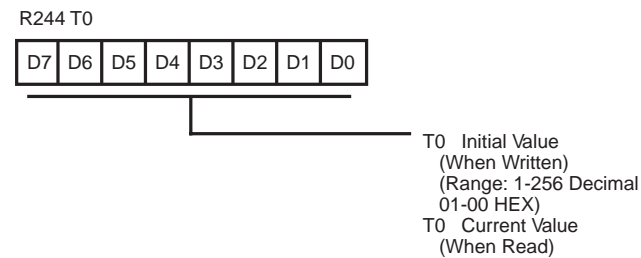 R244 T0
D7 D6 D5 D4 D3 D2 D1 D0
T0 Initial Value
(When Written)
(Range: 1-256 Decimal
01-00 HEX)
T0 Current Value
(When Read)